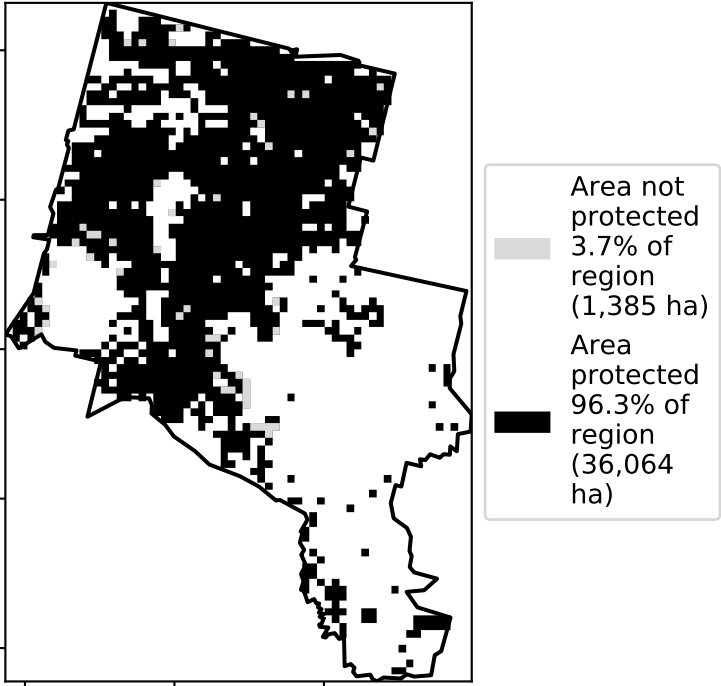 Area not
protected
3.7% of
region
(1,385 ha)
Area
protected
96.3% of
region
(36,064
ha)